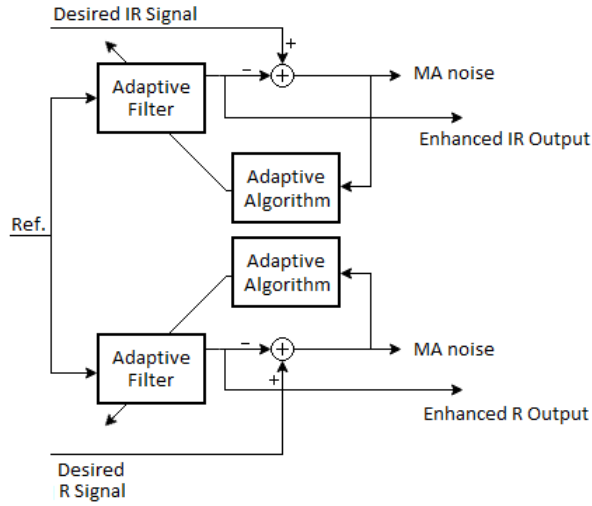 Desired IR Signal
+
−
Adaptive
Filter
+
MA noise
Enhanced IR Output
Adaptive
Algorithm
Ref.
Adaptive
Algorithm
−
Adaptive
Filter
+
MA noise
+
Enhanced R Output
Desired
R Signal